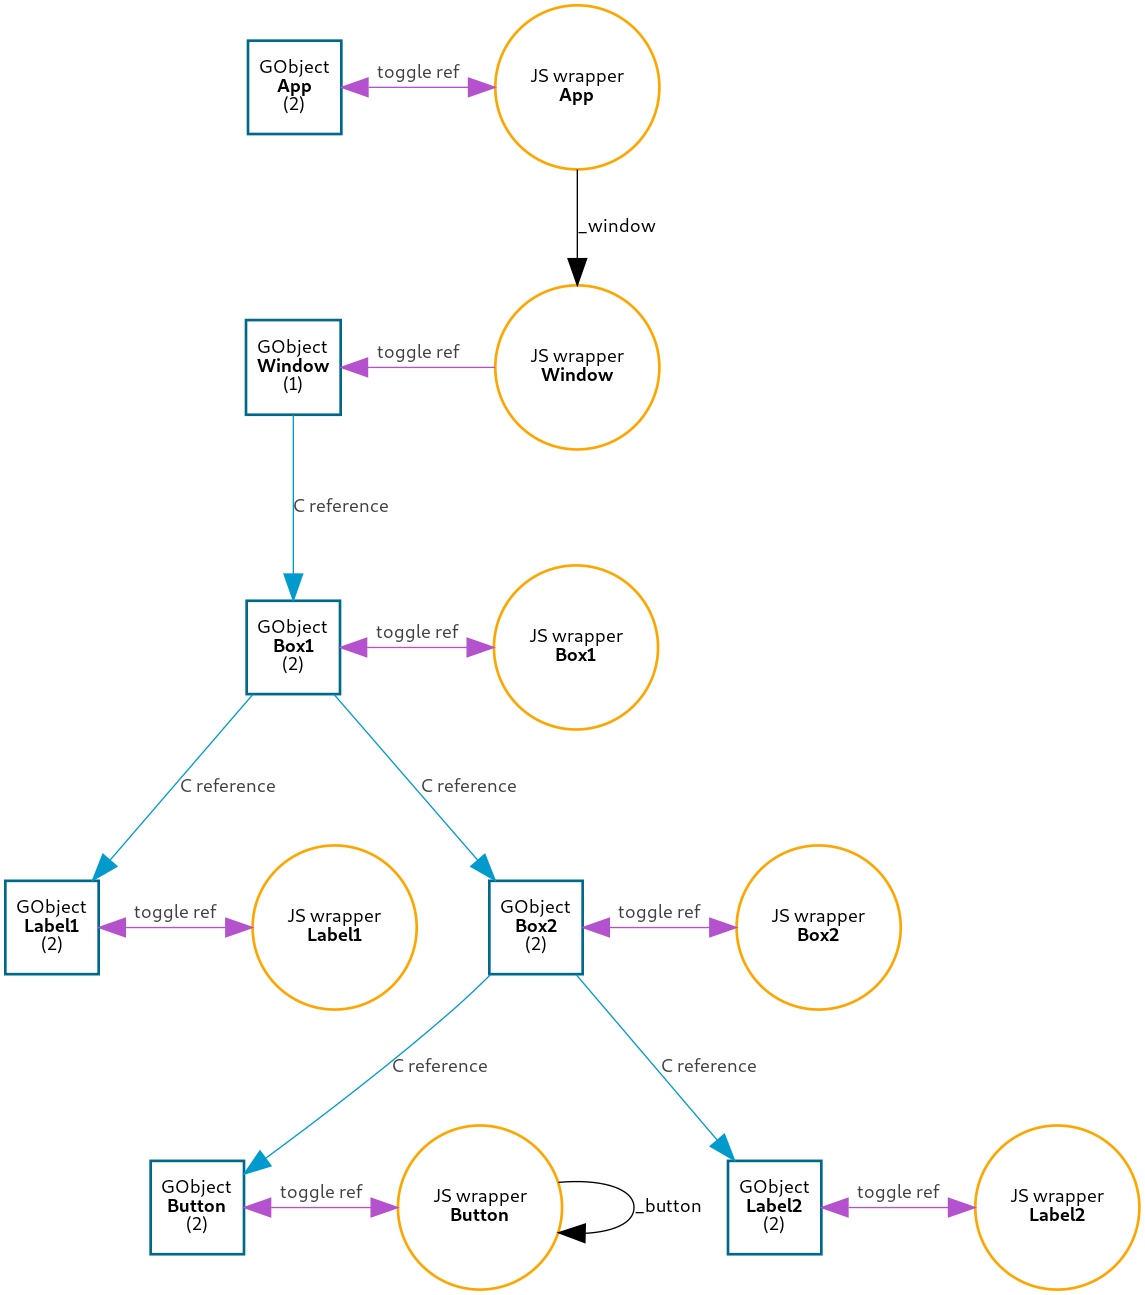 GObject
App
(2)
toggle ref
JS wrapper
App
_window
GObject
Window
(1)
toggle ref
JS wrapper
Window
C reference
GObject
Box1
(2)
toggle ref
JS wrapper
Box1
C reference
C reference
GObject
Label1
(2)
toggle ref
JS wrapper
Label1
GObject
Box2
(2)
toggle ref
JS wrapper
Box2
C reference
C reference
GObject
Button
(2)
toggle ref
JS wrapper
Button
_button
GObject
Label2
(2)
toggle ref
JS wrapper
Label2